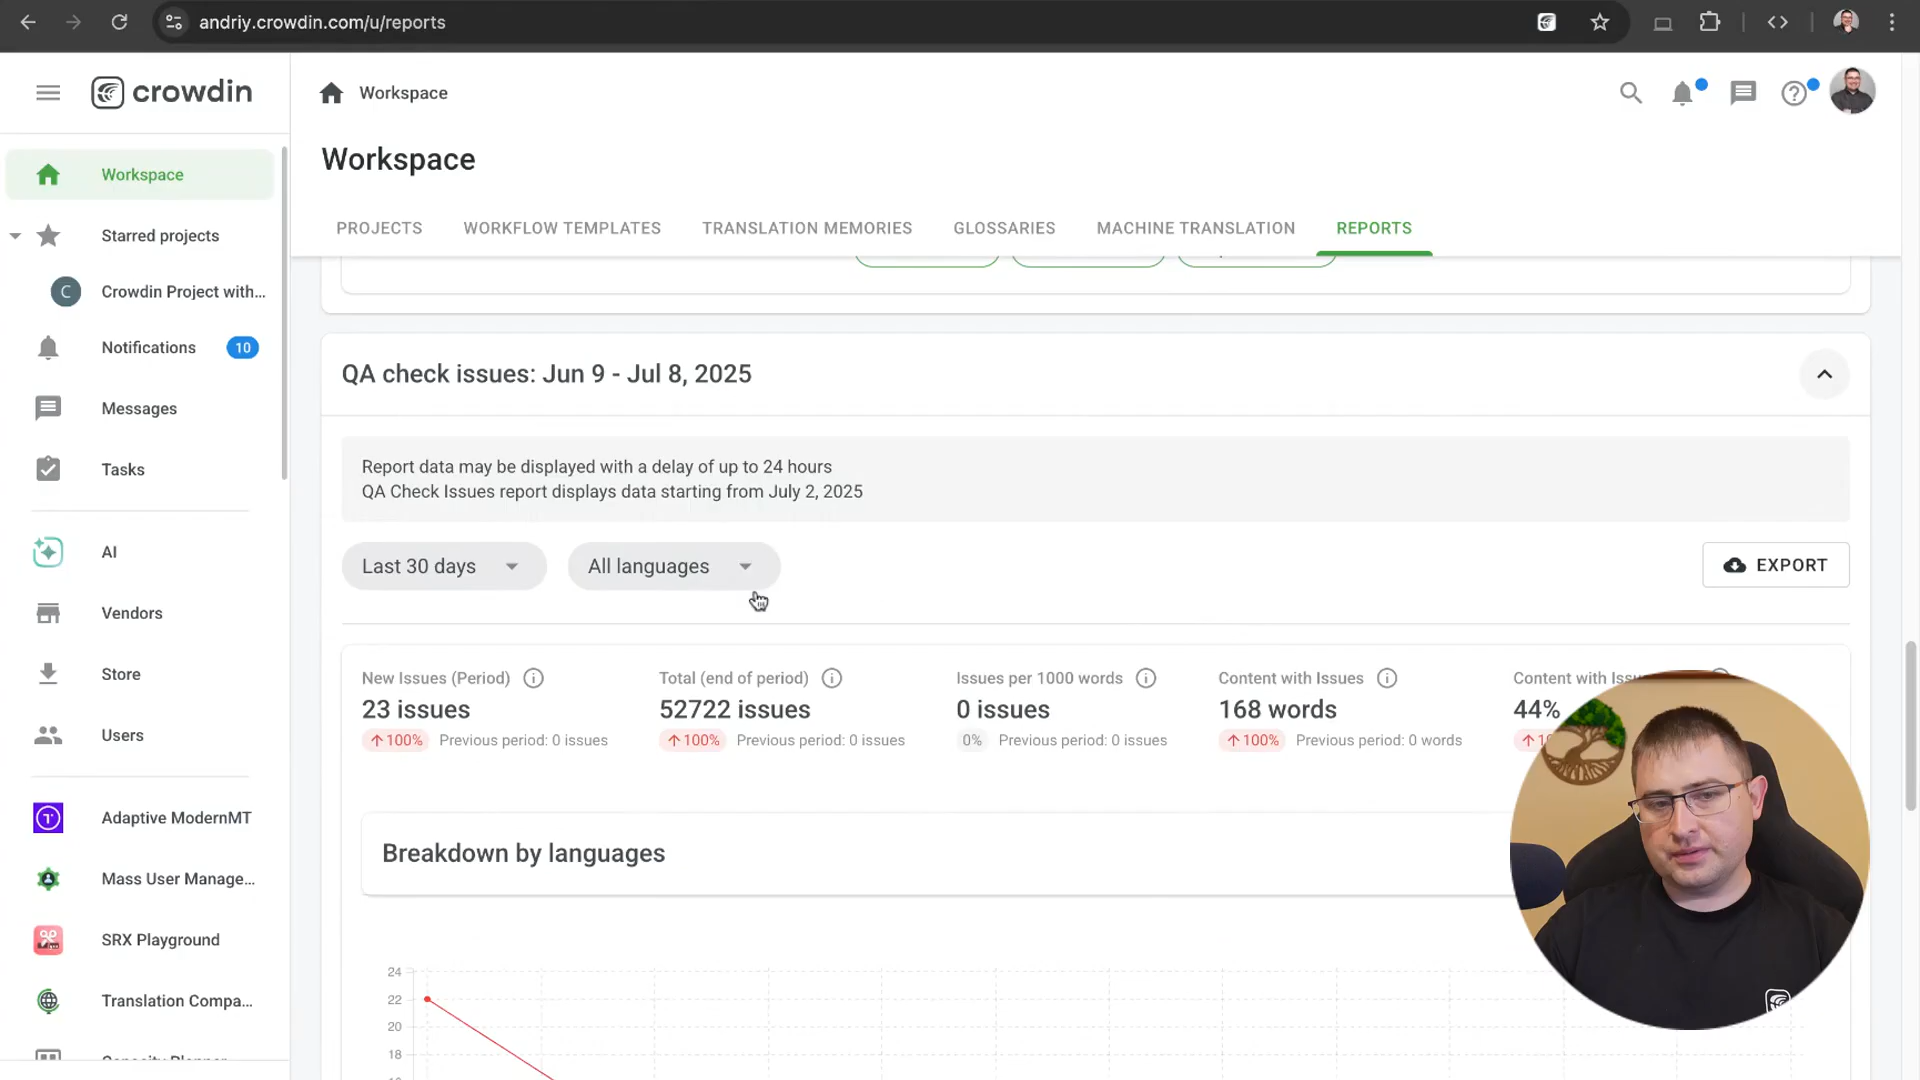 andriy.crowdin.com/u/reports
crowdin
Workspace
Workspace
PROJECTS
WORKFLOW TEMPLATES
TRANSLATION MEMORIES
GLOSSARIES
MACHINE TRANSLATION
REPORTS
Workspace
Starred projects
C
Crowdin Project with...
Notifications
10
Messages
Tasks
AI
Vendors
Store
Users
Adaptive ModernMT
Mass User Manage...
SRX Playground
Translation Compa...
QA check issues: Jun 9 - Jul 8, 2025
Report data may be displayed with a delay of up to 24 hours
QA Check Issues report displays data starting from July 2, 2025
Last 30 days
All languages
EXPORT
New Issues (Period)
23 issues
100% Previous period: 0 issues
Total (end of period)
52722 issues
100% Previous period: 0 issues
Issues per 1000 words
0 issues
0% Previous period: 0 issues
Content with Issues
168 words
100% Previous period: 0 words
Content with
44%
Breakdown by languages
24
22
20
18